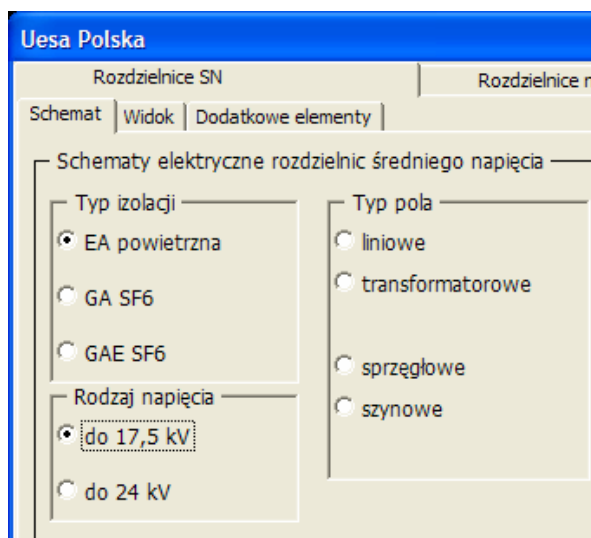 Uesa Polska
Rozdzielnice SN
Rozdzielnice
Schemat
Widok
Dodatkowe elementy
Schematy elektryczne rozdzielnic średniego napięcia
Typ izolacji
EA powietrzna
GA SF6
GAE SF6
Rodzaj napięcia
do 17,5 kV
do 24 kV
Typ pola
liniowe
transformatorowe
sprzęgłowe
szynowe